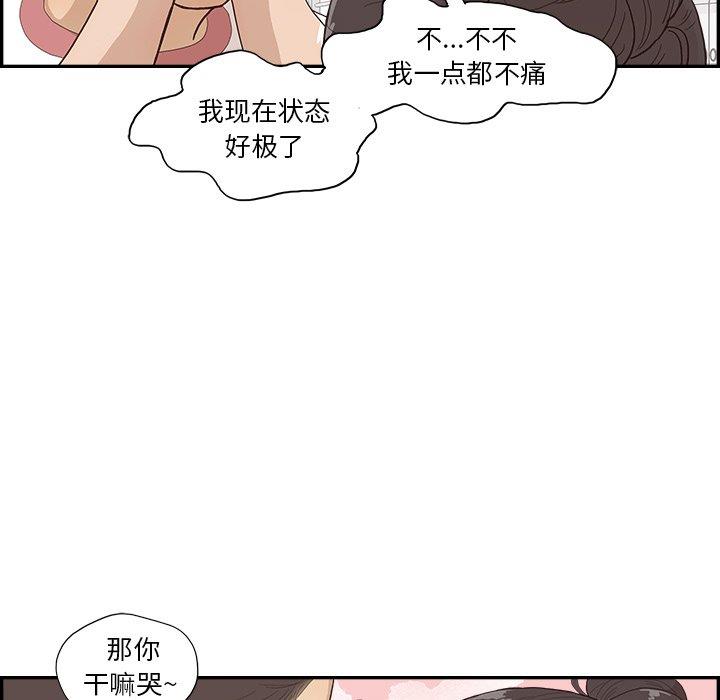 不...不不
我一点都不痛
我现在状态
好极了
那你
干嘛哭~